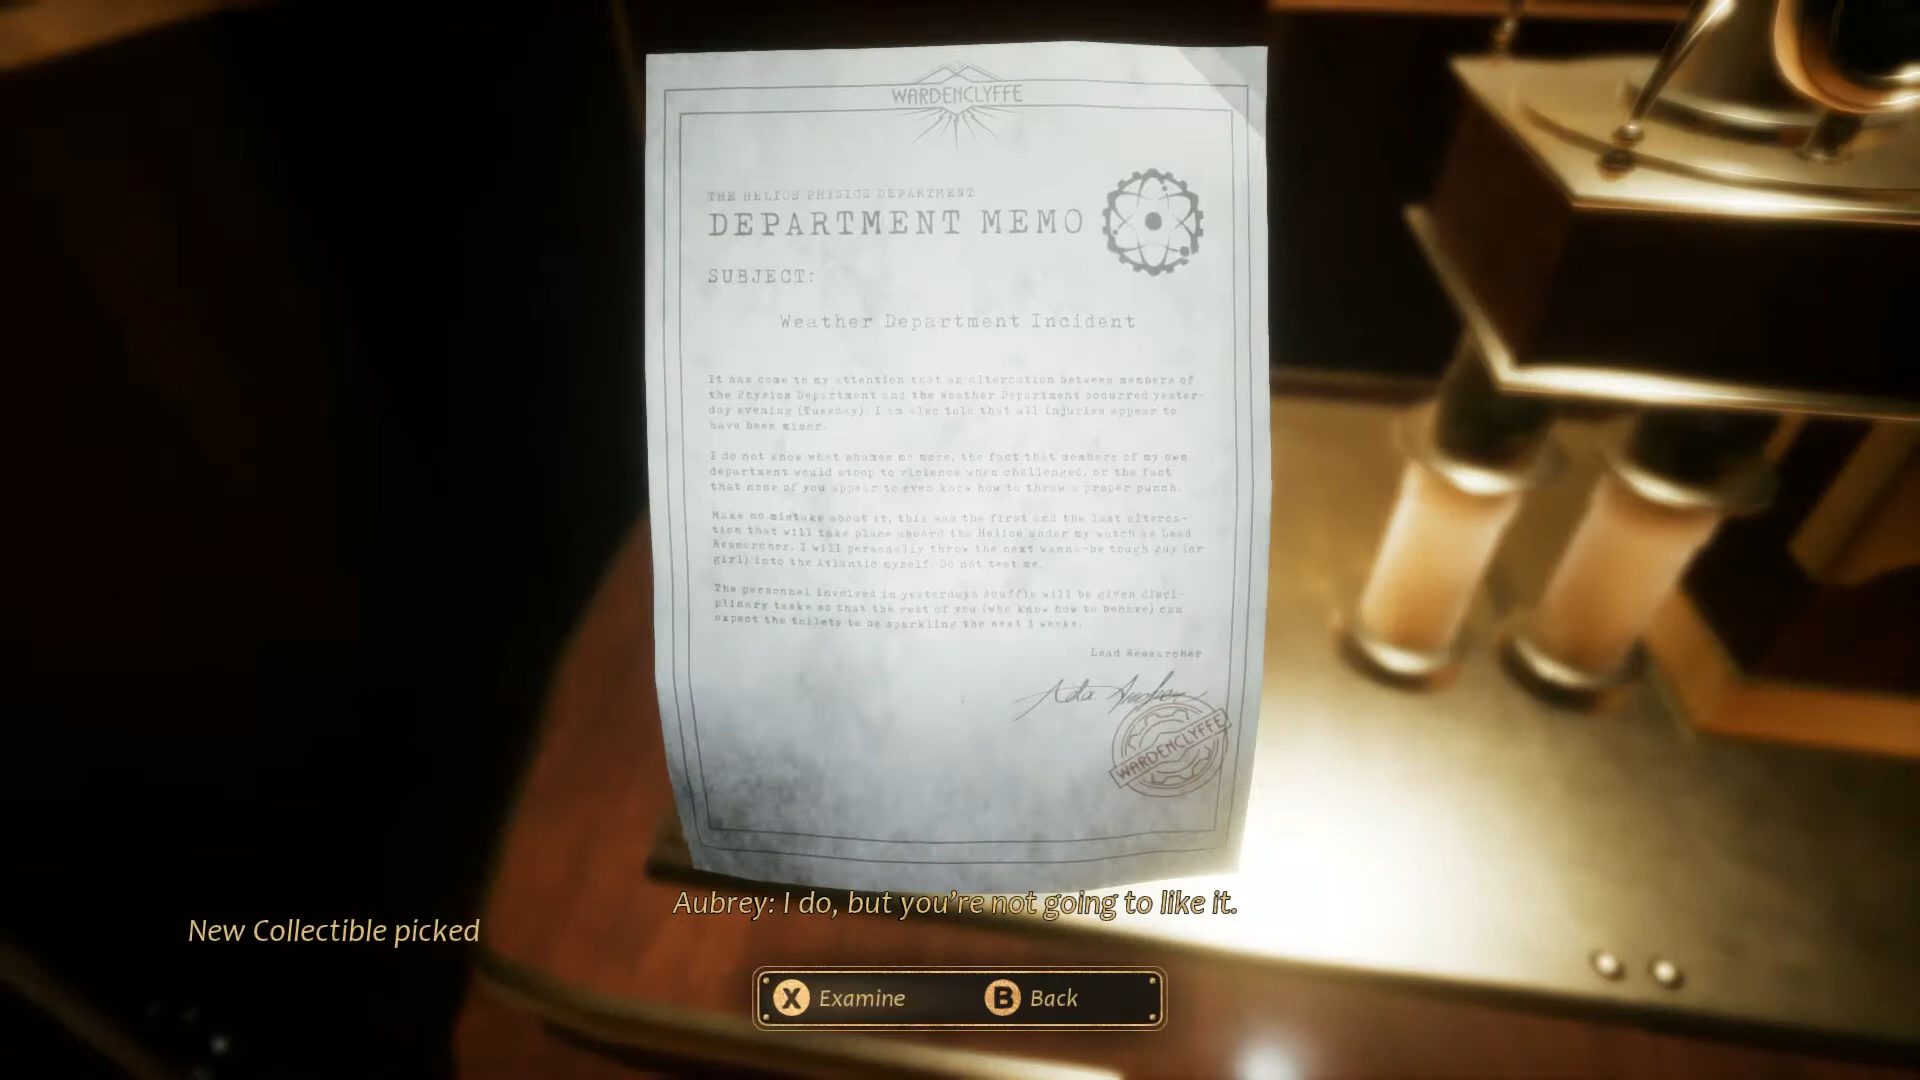 WARDENCLYFFE
THE HELIOS PHYSICS DEPARTMENT
DEPARTMENT MEMO
SUBJECT:
Weather Department Incident
It has come to my attention that an altercation between members of
the Physics Department and the Weather Department occurred yester-
day evening (Tuesday). I am also told that all injuries appear to
have been minor.
I do not know what shames me more, the fact that members of my own
department would stoop to violence when challenged, or the fact
that none of you appear to even know how to throw a proper punch.
Make no mistake about it, this was the first and the last alterca-
tion that will take place aboard the Helios under my watch as Lead
Researcher. I will personally throw the next wanna-be tough guy (or
girl) into the Atlantic myself. Do not test me.
The personnel involved in yesterdays scuffle will be given disci-
plinary tasks so that the rest of you (who know how to behave) can
expect the toilets to be sparkling the next 3 weeks.
Lead Researcher
Ada
WARDENCLYFFE
Aubrey: I do, but you're not going to like it.
New Collectible picked
X Examine B Back